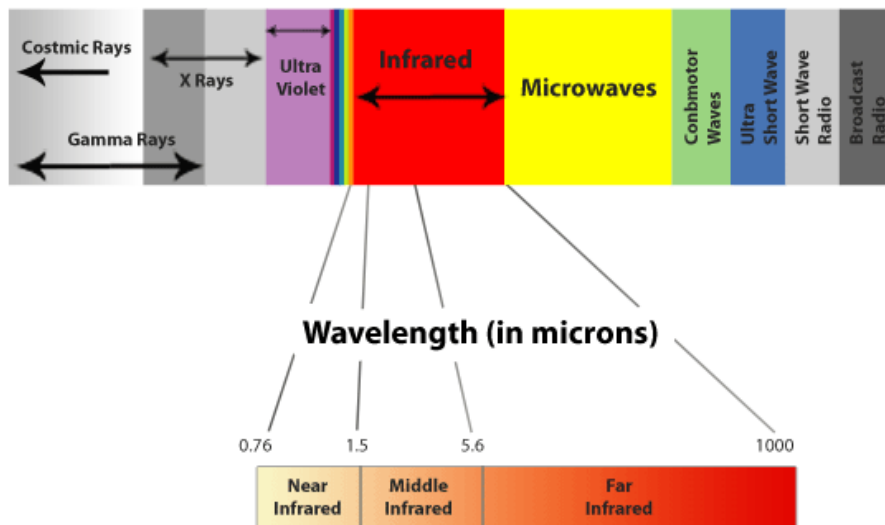 Costmic Rays
X Rays
Gamma Rays
Ultra
Violet
Infrared
Microwaves
Conbmotor
Waves
Ultra
Short Wave
Short Wave
Radio
Broadcast
Radio
Wavelength (in microns)
0.76
1.5
5.6
1000
Near
Infrared
Middle
Infrared
Far
Infrared